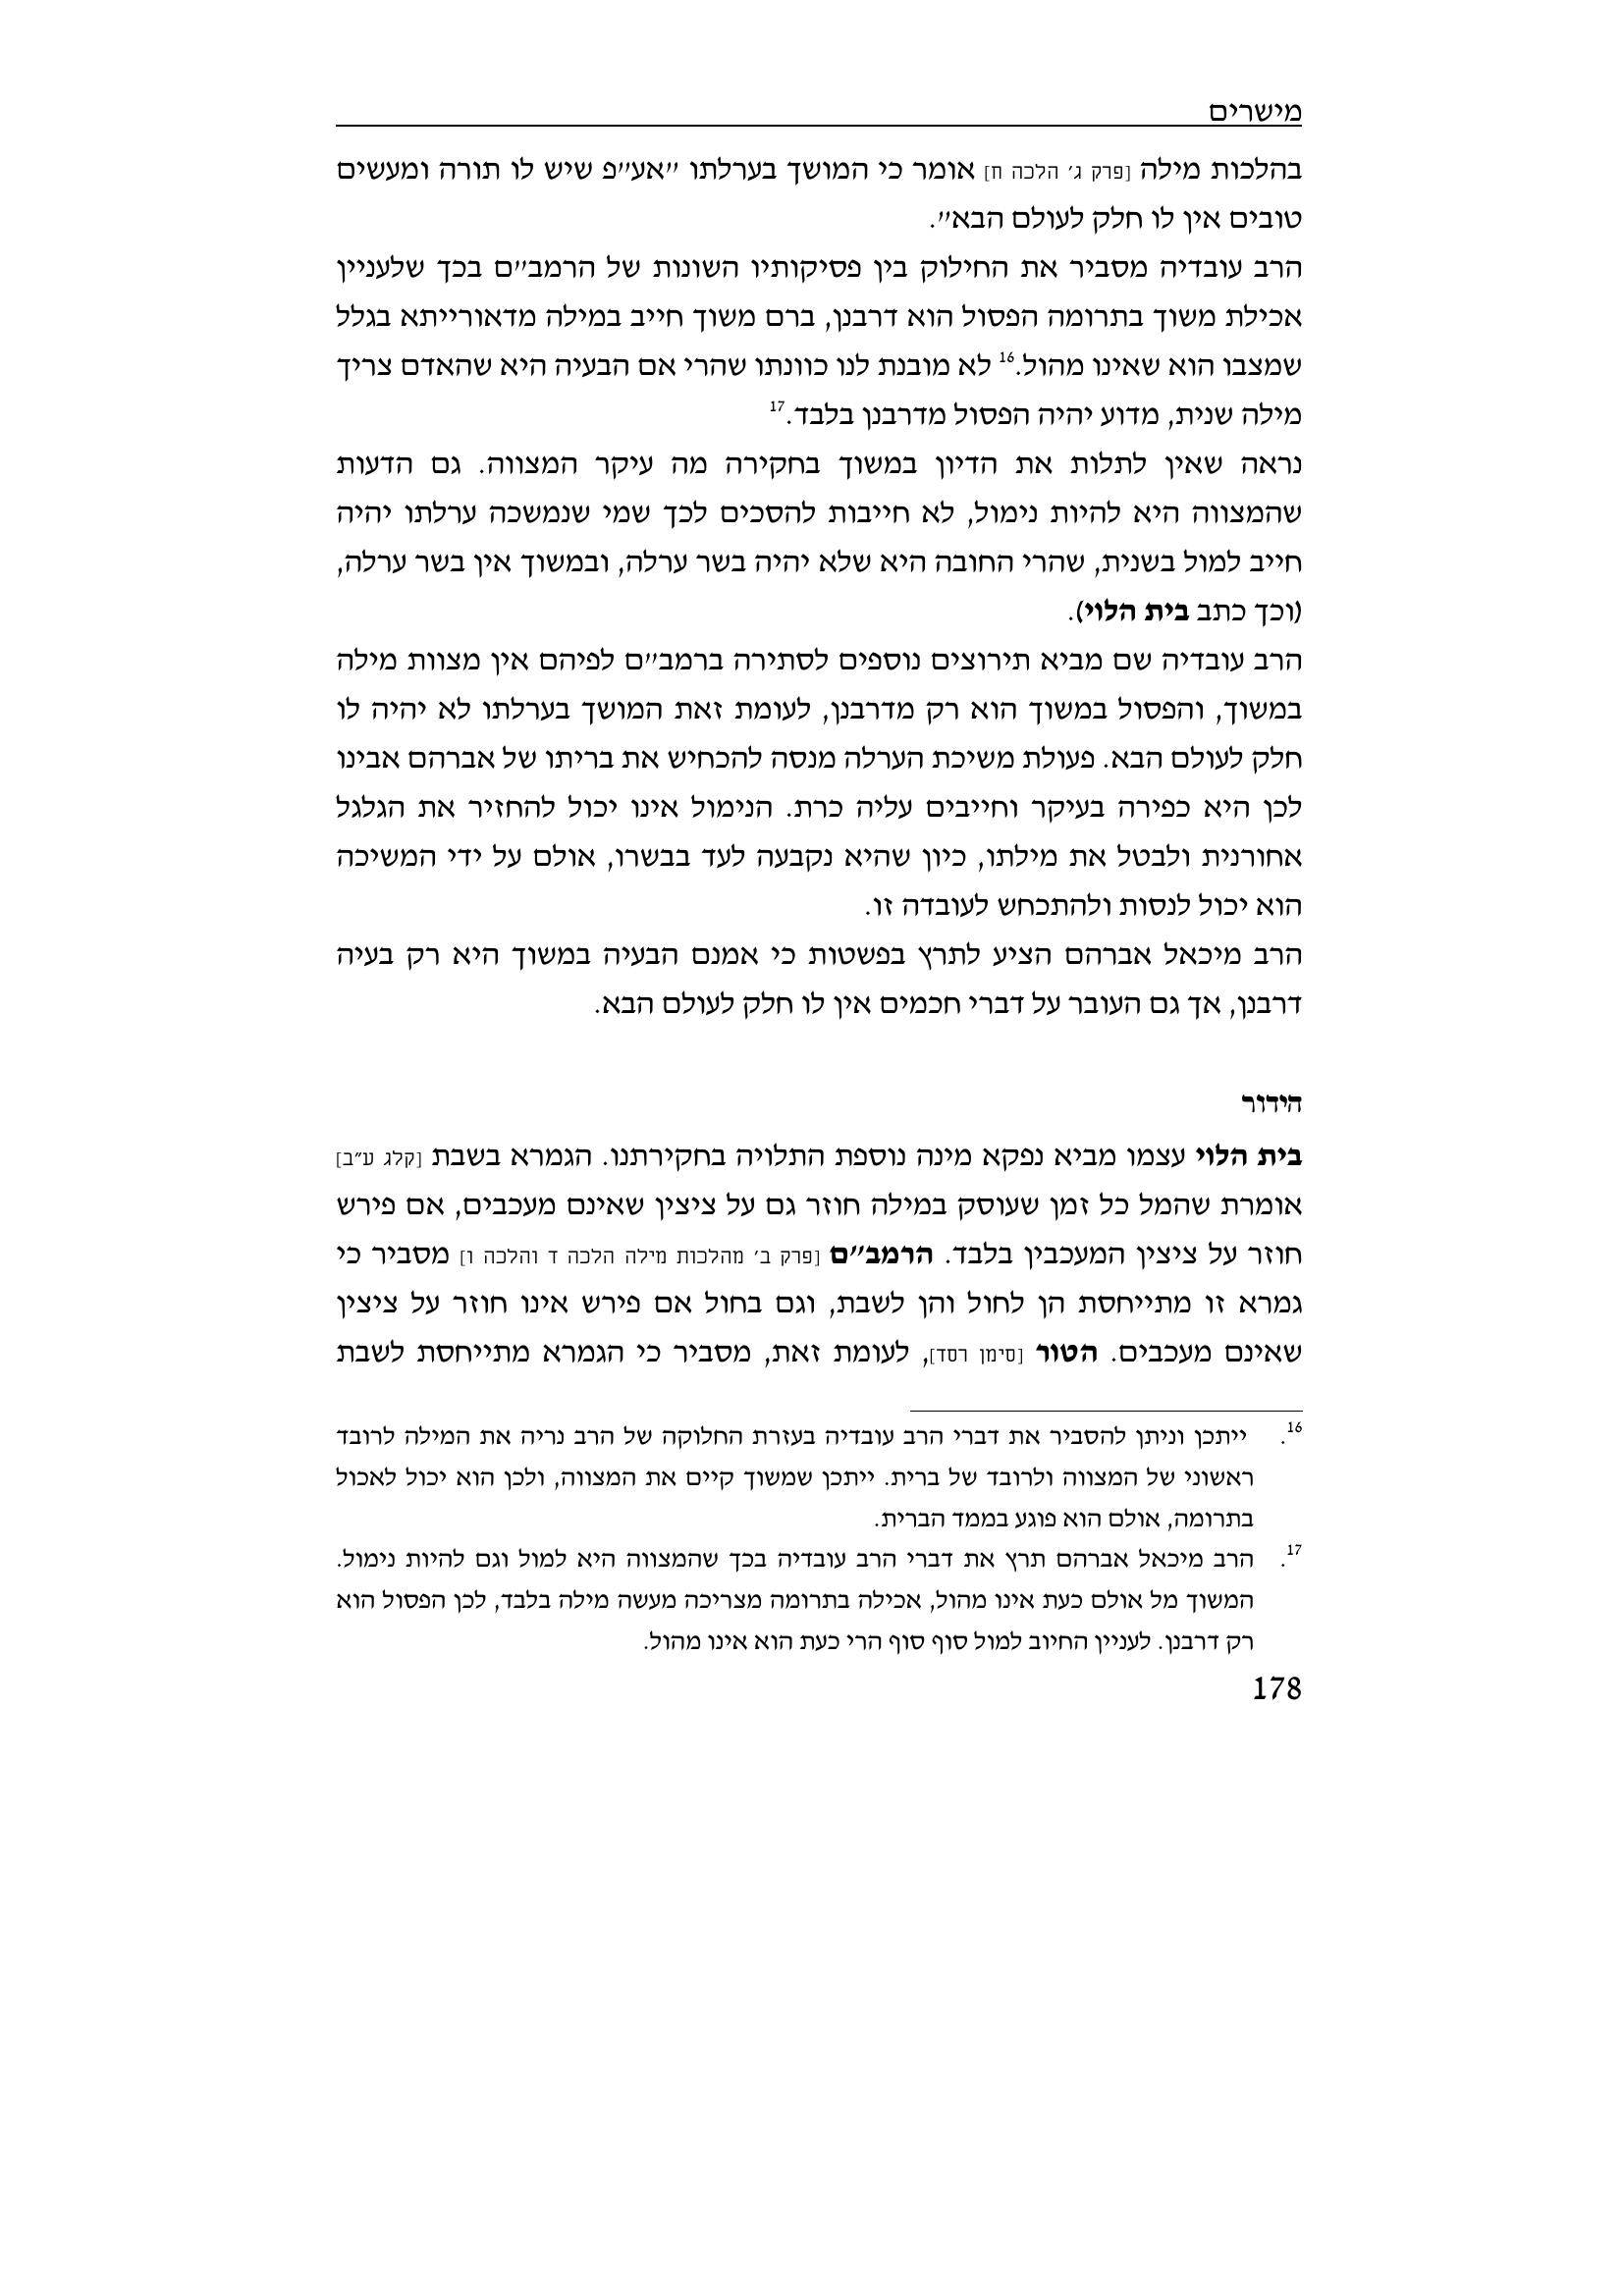 מישרים
בהלכות מילה [פרק ג׳ הלכה ח] אומר כי המושך בערלתו ״אע״פ שיש לו תורה ומעשים
טובים אין לו חלק לעולם הבא״.
הרב עובדיה מסביר את החילוק בין פסיקותיו השונות של הרמב״ם בכך שלעניין
אכילת משוך בתרומה הפסול הוא דרבנן, ברם משוך חייב במילה מדאורייתא בגלל
שמצבו הוא שאינו מהול.16 לא מובנת לנו כוונתו שהרי אם הבעיה היא שהאדם צריך
מילה שנית, מדוע יהיה הפסול מדרבנן בלבד.17
נראה שאין לתלות את הדיון במשוך בחקירה מה עיקר המצווה. גם הדעות
שהמצווה היא להיות נימול, לא חייבות להסכים לכך שמי שנמשכה ערלתו יהיה
חייב למול בשנית, שהרי החובה היא שלא יהיה בשר ערלה, ובמשוך אין בשר ערלה,
(וכך כתב בית הלוי).
הרב עובדיה שם מביא תירוצים נוספים לסתירה ברמב״ם לפיהם אין מצוות מילה
במשוך, והפסול במשוך הוא רק מדרבנן, לעומת זאת המושך בערלתו לא יהיה לו
חלק לעולם הבא. פעולת משיכת הערלה מנסה להכחיש את בריתו של אברהם אבינו
לכן היא כפירה בעיקר וחייבים עליה כרת. הנימול אינו יכול להחזיר את הגלגל
אחורנית ולבטל את מילתו, כיון שהיא נקבעה לעד בבשרו, אולם על ידי המשיכה
הוא יכול לנסות ולהתכחש לעובדה זו.
הרב מיכאל אברהם הציע לתרץ בפשטות כי אמנם הבעיה במשוך היא רק בעיה
דרבנן, אך גם העובר על דברי חכמים אין לו חלק לעולם הבא.
הידור
בית הלוי עצמו מביא נפקא מינה נוספת התלויה בחקירתנו. הגמרא בשבת [קלג ע״ב]
אומרת שהמל כל זמן שעוסק במילה חוזר גם על ציצין שאינם מעכבים, אם פירש
חוזר על ציצין המעכבין בלבד. הרמב״ם [פרק ב׳ מהלכות מילה הלכה ד והלכה ו] מסביר כי
גמרא זו מתייחסת הן לחול והן לשבת, וגם בחול אם פירש אינו חוזר על ציצין
שאינם מעכבים. הטור [סימן רסד], לעומת זאת, מסביר כי הגמרא מתייחסת לשבת
16. ייתכן וניתן להסביר את דברי הרב עובדיה בעזרת החלוקה של הרב נריה את המילה לרובד
ראשוני של המצווה ולרובד של ברית. ייתכן שמשוך קיים את המצווה, ולכן הוא יכול לאכול
בתרומה, אולם הוא פוגע בממד הברית.
17. הרב מיכאל אברהם תרץ את דברי הרב עובדיה בכך שהמצווה היא למול וגם להיות נימול.
המשוך מל אולם כעת אינו מהול, אכילה בתרומה מצריכה מעשה מילה בלבד, לכן הפסול הוא
רק דרבנן. לעניין החיוב למול סוף סוף הרי כעת הוא אינו מהול.
178